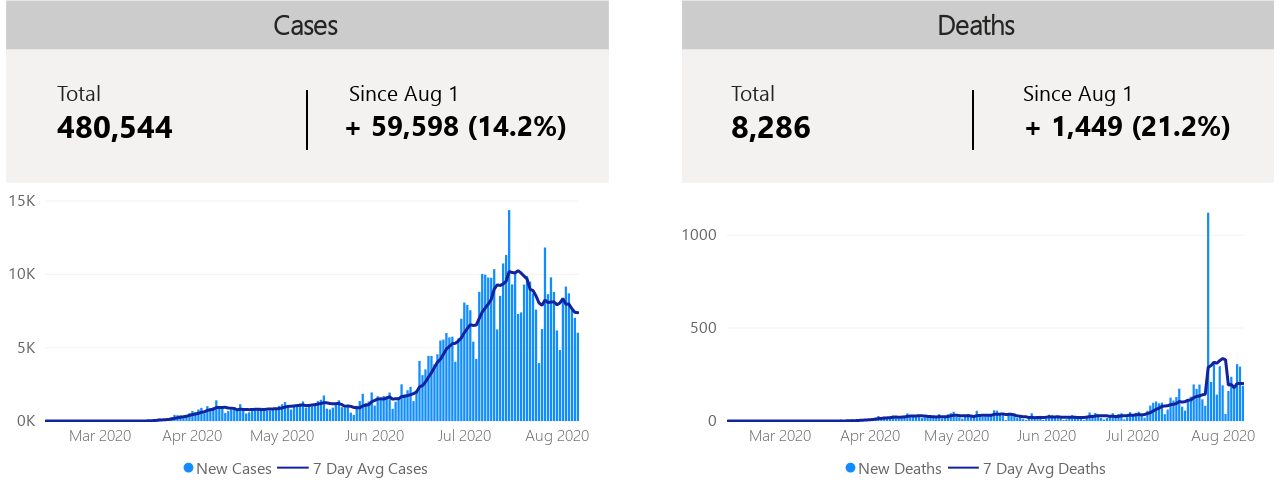 Cases
Total
480,544
Since Aug 1
+ 59,598 (14.2%)
15K
10K
5K
0K
Mar 2020 Apr 2020 May 2020 Jun 2020 Jul 2020 Aug 2020
New Cases 7 Day Avg Cases
Deaths
Total
8,286
Since Aug 1
+ 1,449 (21.2%)
1000
500
0
Mar 2020 Apr 2020 May 2020 Jun 2020 Jul 2020 Aug 2020
New Deaths 7 Day Avg Deaths